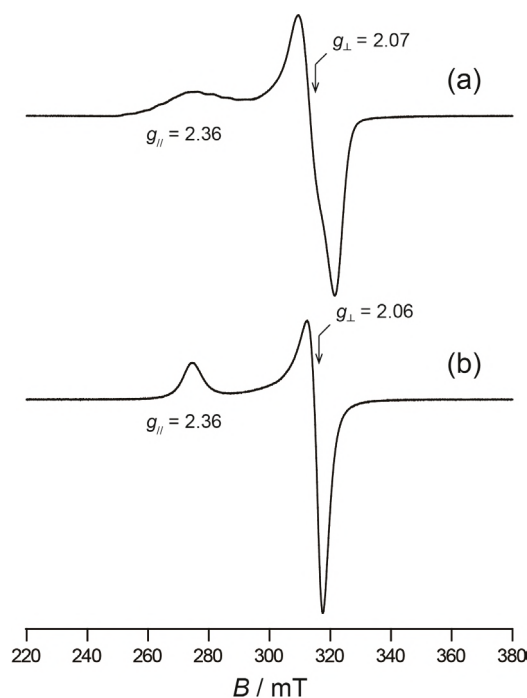 g⊥ = 2.07
(a)
g// = 2.36
g⊥ = 2.06
(b)
g// = 2.36
220 240 260 280 300 320 340 360 380
B / mT